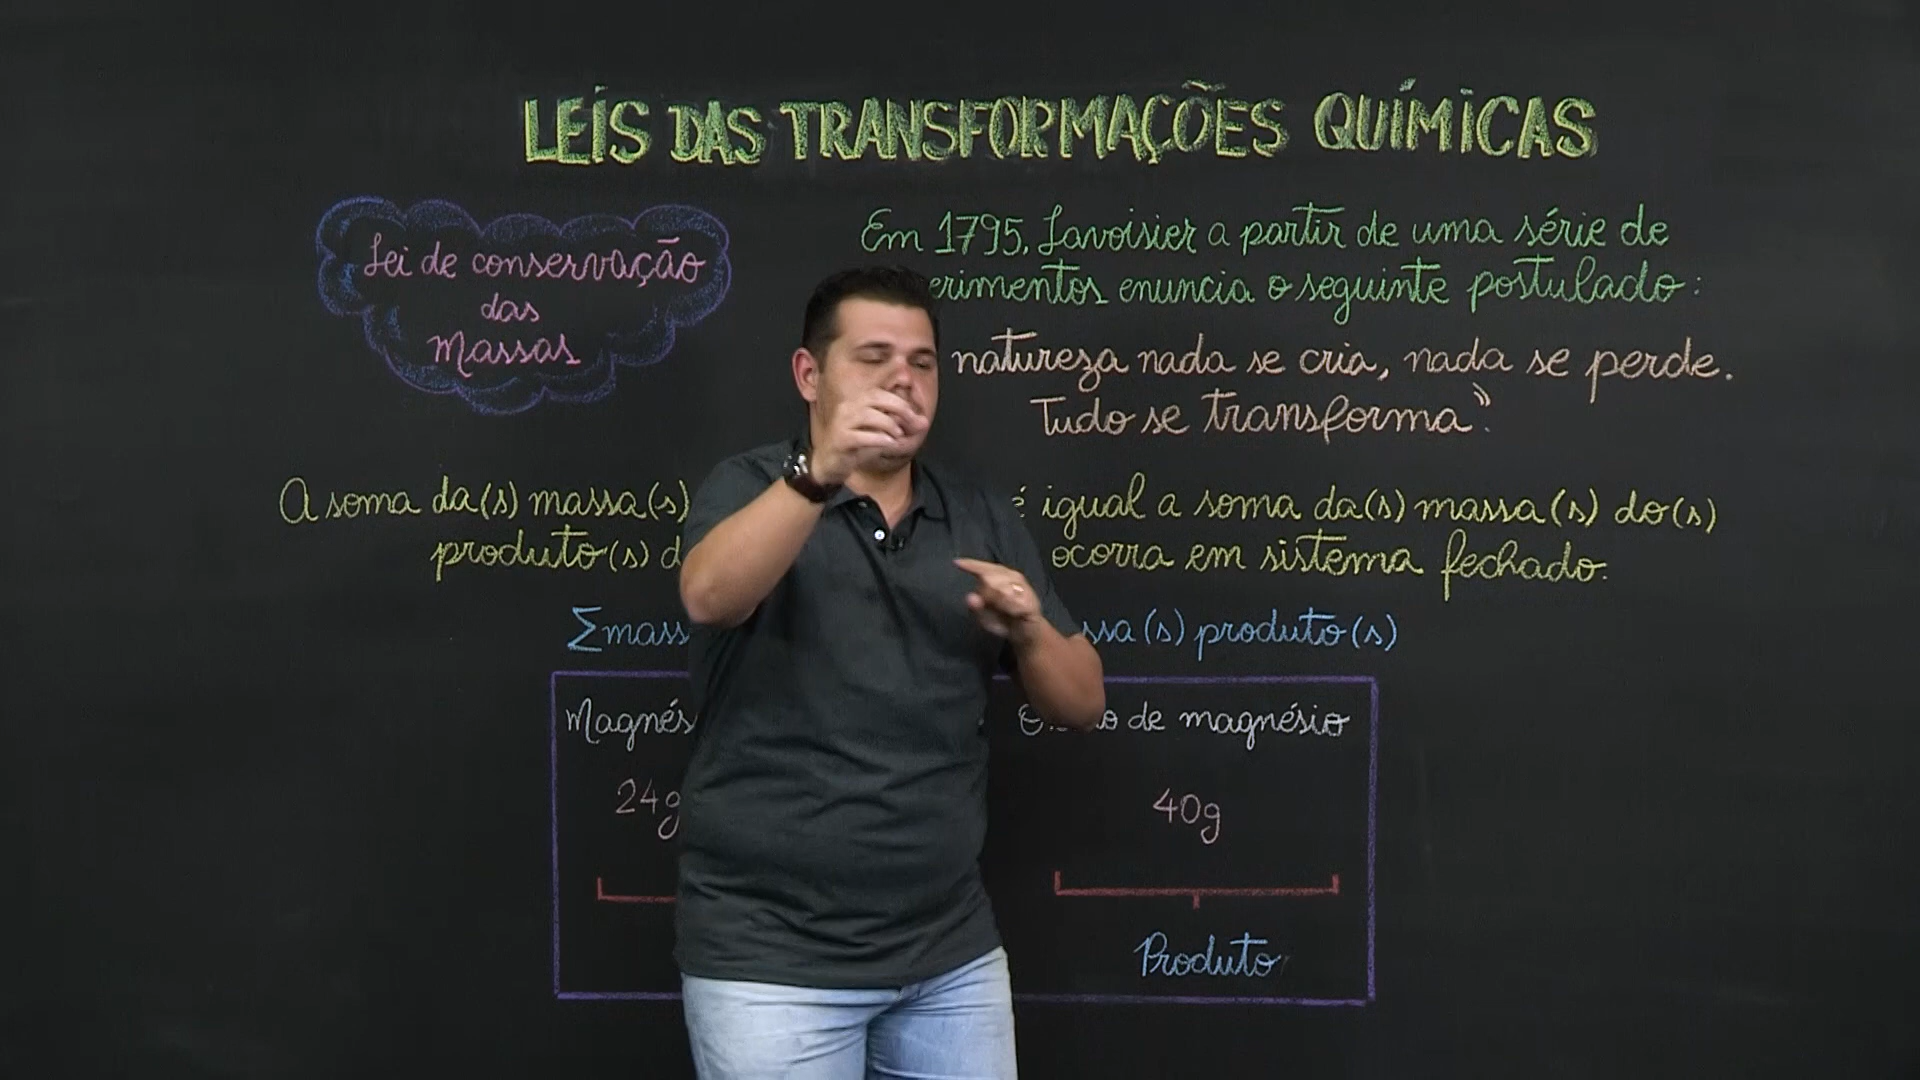 LEIS DAS TRANSFORMAÇÕES QUÍMICAS
Lei de conservação
das
Massas
Em 1795, Lavoisier a partir de uma série de
erimentos enuncia o seguinte postulado:
natureza nada se cria, nada se perde.
Tudo se transforma".
A soma da(s) massa(s) é igual a soma da(s) massa(s) do(s)
produto(s) d ocorra em sistema fechado.
Σmass ssa(s) produto(s)
Magnés de magnésio
24g 40g
Produto